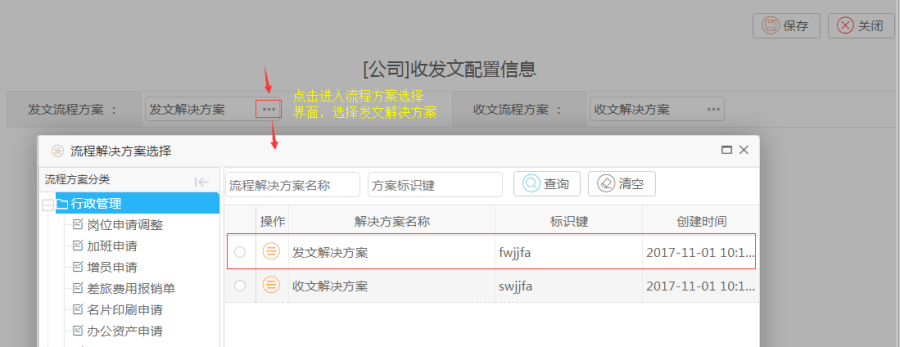 保存 关闭
[公司]收发文配置信息
发文流程方案 ： 发文解决方案 ••• 点击进入流程方案选择 收文流程方案 ： 收文解决方案 •••
界面，选择发文解决方案
流程解决方案选择
流程方案分类
流程解决方案名称 方案标识键 查询 清空
行政管理
操作 解决方案名称 标识键 创建时间
岗位申请调整
加班申请
发文解决方案 fwjjfa 2017-11-01 10:1...
增员申请
差旅费用报销单
收文解决方案 swjjfa 2017-11-01 10:1...
名片印刷申请
办公资产申请